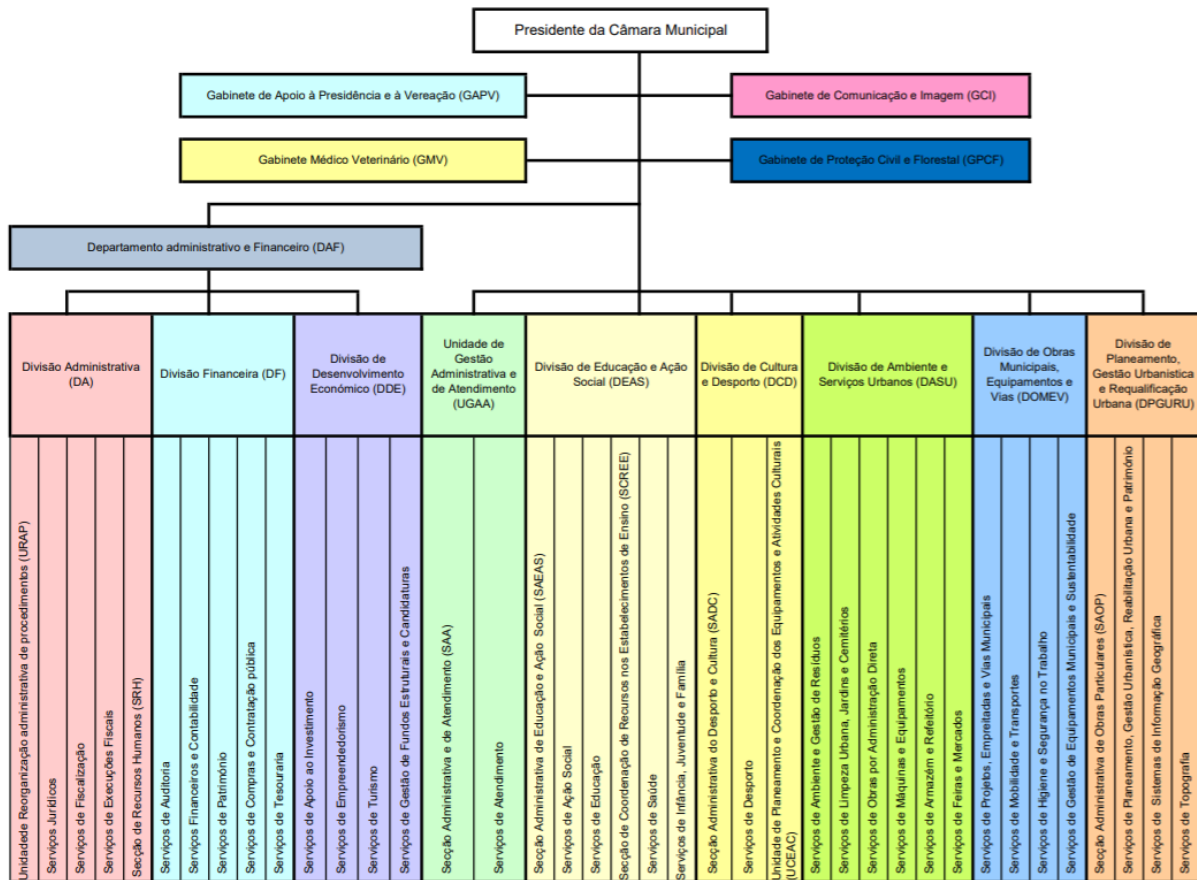 Presidente da Câmara Municipal
Gabinete de Apoio à Presidência e à Vereação (GAPV)
Gabinete de Comunicação e Imagem (GCI)
Gabinete Médico Veterinário (GMV)
Gabinete de Proteção Civil e Florestal (GPCF)
Departamento administrativo e Financeiro (DAF)
Divisão Administrativa
(DA)
Divisão Financeira (DF)
Divisão de
Desenvolvimento
Económico (DDE)
Unidade de
Gestão
Administrativa e
de Atendimento
(UGAA)
Divisão de Educação e Ação
Social (DEAS)
Divisão de Cultura
e Desporto (DCD)
Divisão de Ambiente e
Serviços Urbanos (DASU)
Divisão de Obras
Municipais,
Equipamentos e
Vias (DOMEV)
Divisão de
Planeamento,
Gestão Urbanistica
e Requalificação
Urbana (DPGURU)
Unidadede Reorganização administrativa de procedimentos (URAP)
Serviços Jurídicos
Serviços de Fiscalização
Serviços de Execuções Fiscais
Secção de Recursos Humanos (SRH)
Serviços de Auditoria
Serviços Financeiros e Contabilidade
Serviços de Património
Serviços de Compras e Contratação pública
Serviços de Tesouraria
Serviços de Apoio ao Investimento
Serviços de Empreendedorismo
Serviços de Turismo
Serviços de Gestão de Fundos Estruturais e Candidaturas
Secção Administrativa e de Atendimento (SAA)
Serviços de Atendimento
Secção Administrativa de Educação e Ação Social (SAEAS)
Serviços de Ação Social
Serviços de Educação
Secção de Coordenação de Recursos nos Estabelecimentos de Ensino (SCREE)
Serviços de Saúde
Serviços de Infância, Juventude e Família
Secção Administrativa do Desporto e Cultura (SADC)
Serviços de Desporto
Unidade de Planeamento e Coordenação dos Equipamentos e Atividades Culturais
(UCEAC)
Serviços de Ambiente e Gestão de Resíduos
Serviços de Limpeza Urbana, Jardins e Cemitérios
Serviços de Obras por Administração Direta
Serviços de Máquinas e Equipamentos
Serviços de Armazém e Refeitório
Serviços de Feiras e Mercados
Serviços de Projetos, Empreitadas e Vias Municipais
Serviços de Mobilidade e Transportes
Serviços de Higiene e Segurança no Trabalho
Serviços de Gestão de Equipamentos Municipais e Sustentabilidade
Secção Administrativa de Obras Particulares (SAOP)
Serviços de Planeamento, Gestão Urbanística, Reabilitação Urbana e Património
Serviços de Sistemas de Informação Geográfica
Serviços de Topografia